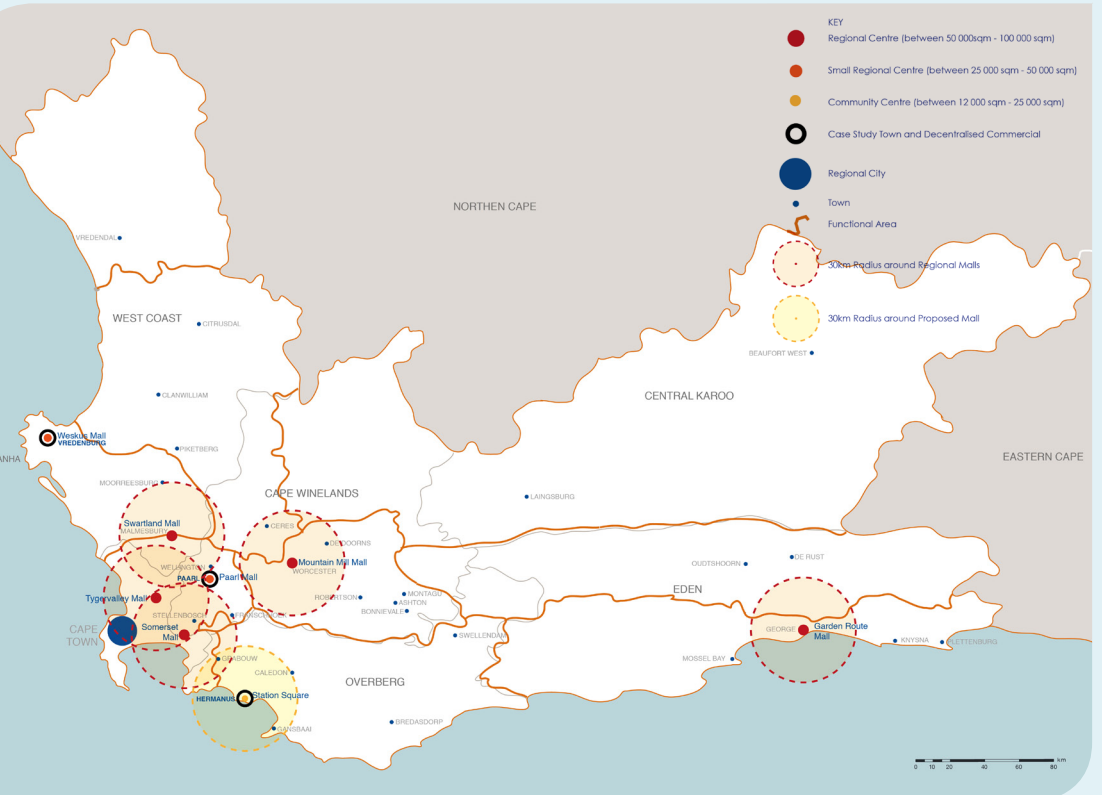 KEY
Regional Centre (between 50 000sqm - 100 000 sqm)
Small Regional Centre (between 25 000 sqm - 50 000 sqm)
Community Centre (between 12 000 sqm - 25 000 sqm)
Case Study Town and Decentralised Commercial
Regional City
Town
Functional Area
30km Radius around Regional Malls
30km Radius around Proposed Mall
NORTHEN CAPE
VREDENDAL
WEST COAST
CITRUSDAL
BEAUFORT WEST
CLANWILLIAM
CENTRAL KAROO
Weskus Mall
VREDENBURG
PIKETBERG
ANHA
EASTERN CAPE
MOORREESBURG
CAPE WINELANDS
LAINGSBURG
Swartland Mall
MALMESBURY
CERES
DE DOORNS
Mountain Mill Mall
WORCESTER
WELLINGTON
PAARL
Paarl Mall
DE RUST
OUDTSHOORN
EDEN
Tygervalley Mall
ROBERTSON
MONTAGU
ASHTON
BONNIEVALE
STELLENBOSCH
FRANSCHHOEK
CAPE
TOWN
Somerset
Mall
SWELLENDAM
GEORGE
Garden Route
Mall
KNYSNA
PLETTENBURG
MOSSEL BAY
GRABOUW
CALEDON
OVERBERG
HERMANUS
Station Square
GANSBAAI
BREDASDORP
0 10 20 40 60 80 km